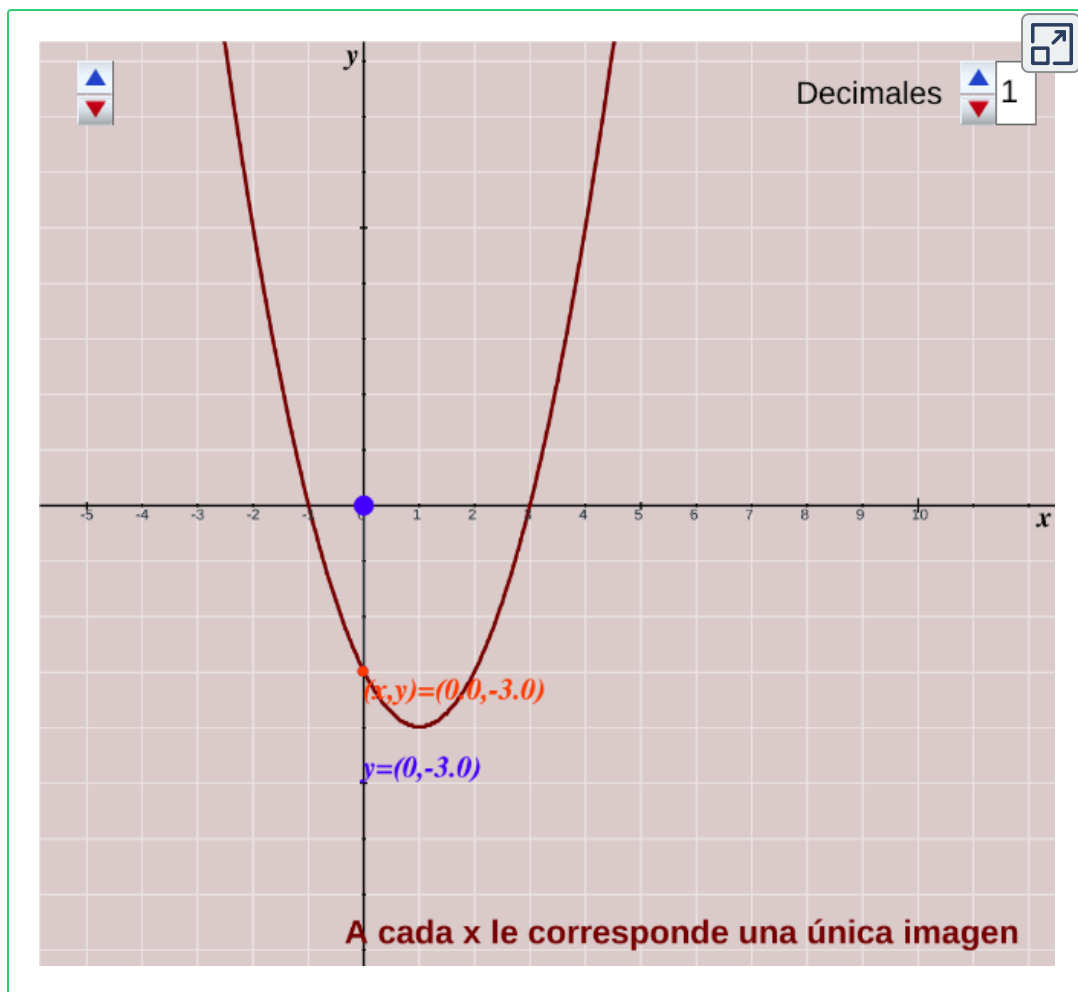 y
Decimales 1
-5 -4 -3 -2 -1 0 1 2 3 4 5 6 7 8 9 10
x
(x,y)=(0.0,-3.0)
y=(0,-3.0)
A cada x le corresponde una única imagen